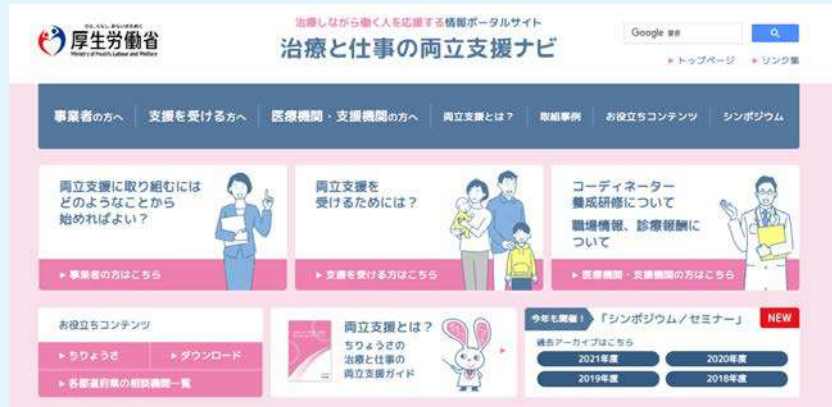 ひと、くらし、みらいのために
厚生労働省
Ministry of Health, Labour and Welfare
治療しながら働く人を応援する情報ポータルサイト
治療と仕事の両立支援ナビ
Google 提供
トップページ
リンク集
事業者の方へ
支援を受ける方へ
医療機関・支援機関の方へ
両立支援とは？
取組事例
お役立ちコンテンツ
シンポジウム
両立支援に取り組むには
どのようなことから
始めればよい？
事業者の方はこちら
両立支援を
受けるためには？
支援を受ける方はこちら
コーディネーター
養成研修について
職場情報、診療報酬に
ついて
医療機関・支援機関の方はこちら
お役立ちコンテンツ
ちりょうさ
ダウンロード
各都道府県の相談機関一覧
両立支援とは？
ちりょうさの
治療と仕事の
両立支援ガイド
今年も開催！
「シンポジウム／セミナー」
NEW
過去アーカイブはこちら
2021年度
2020年度
2019年度
2018年度